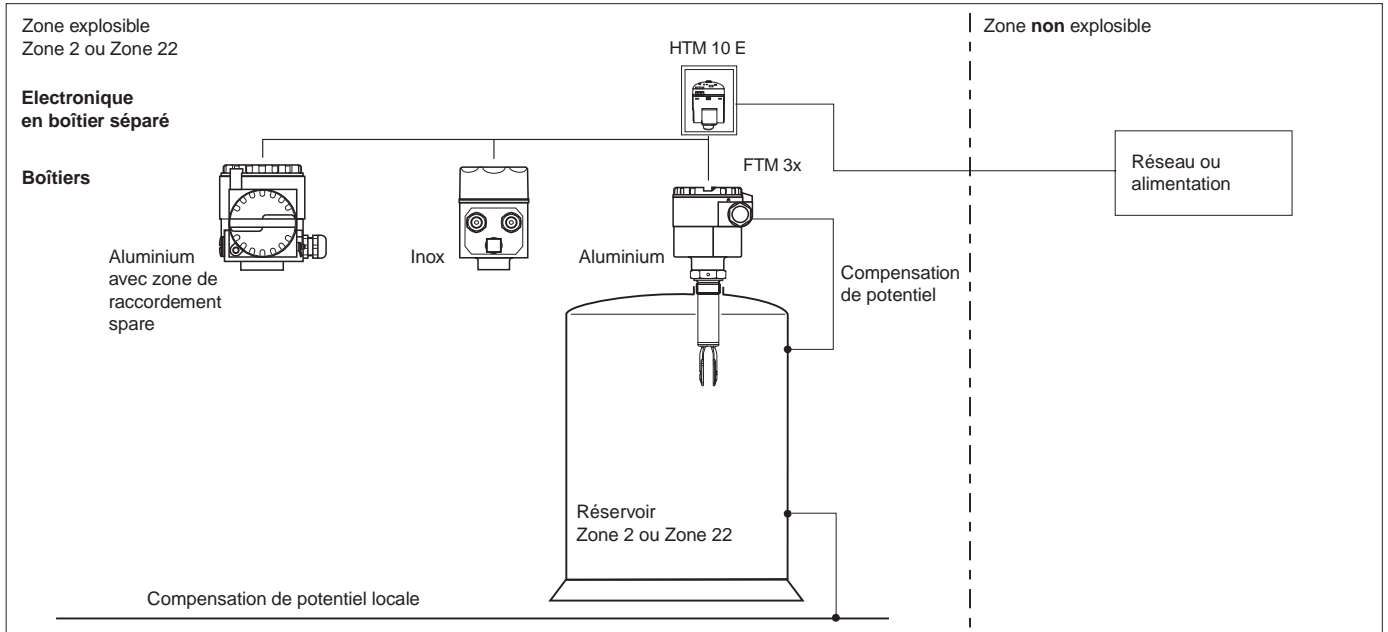 Zone explosible
Zone 2 ou Zone 22
Zone non explosible
HTM 10 E
Electronique
en boîtier séparé
Boîtiers
FTM 3x
Réseau ou
alimentation
Aluminium
avec zone de
raccordement
spare
Inox
Aluminium
Compensation
de potentiel
Réservoir
Zone 2 ou Zone 22
Compensation de potentiel locale